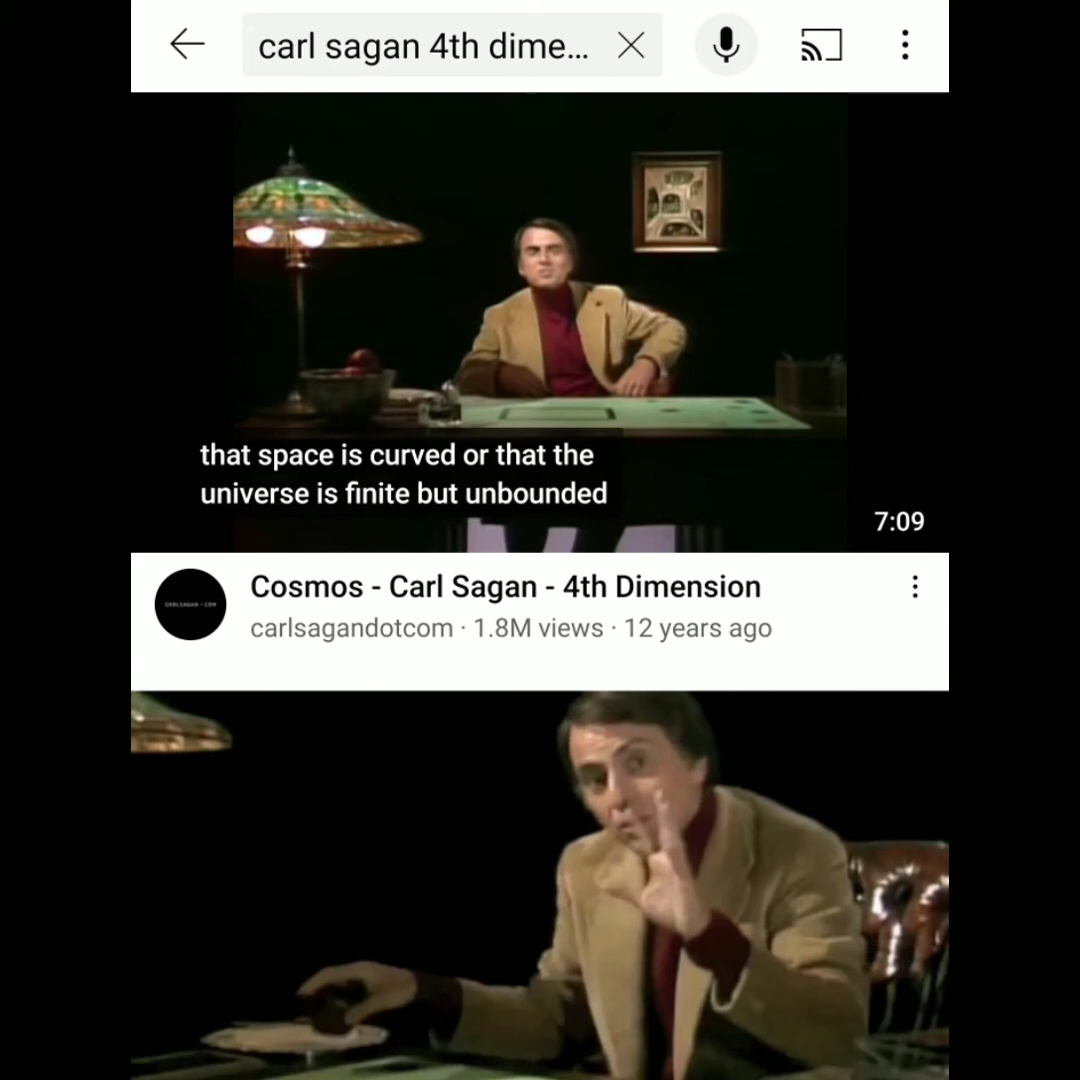 carl sagan 4th dime...
that space is curved or that the
universe is finite but unbounded
7:09
Cosmos - Carl Sagan - 4th Dimension
carlsagandotcom · 1.8M views · 12 years ago